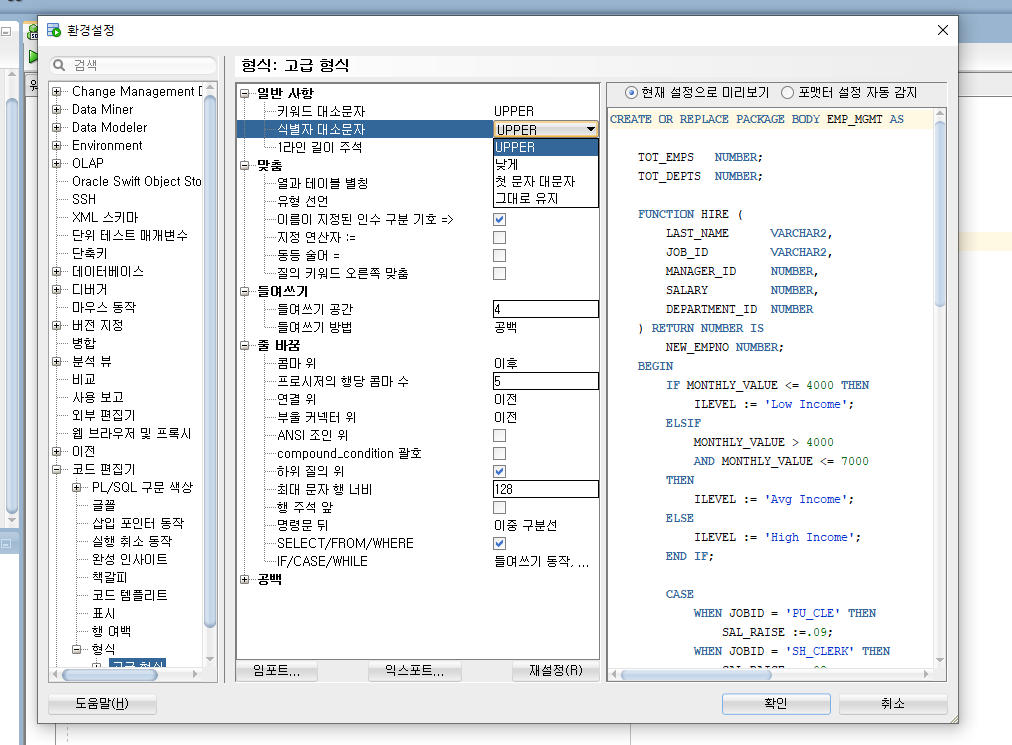 환경설정
검색
Change Management D
Data Miner
Data Modeler
Environment
OLAP
Oracle Swift Object Sto
SSH
XML 스키마
단위 테스트 매개변수
단축키
데이터베이스
디버거
마우스 동작
버전 지정
병합
분석 뷰
비교
사용 보고
외부 편집기
웹 브라우저 및 프록시
이전
코드 편집기
PL/SQL 구문 색상
글꼴
삽입 포인터 동작
실행 취소 동작
완성 인사이트
책갈피
코드 템플리트
표시
행 여백
형식
고급 형식
도움말(H)
형식: 고급 형식
일반 사항
키워드 대소문자 UPPER
식별자 대소문자 UPPER
1라인 길이 주석 UPPER
낮게
첫 문자 대문자
그대로 유지
맞춤
열과 테이블 별칭
유형 선언
이름이 지정된 인수 구분 기호 =>
지정 연산자 :=
동등 술어 =
질의 키워드 오른쪽 맞춤
들여쓰기
들여쓰기 공간 4
들여쓰기 방법 공백
줄 바꿈
콤마 위 이후
프로시저의 행당 콤마 수 5
연결 위 이전
부울 커넥터 위 이전
ANSI 조인 위
compound_condition 괄호
하위 질의 위
최대 문자 행 너비 128
행 주석 앞
명령문 뒤 이중 구분선
SELECT/FROM/WHERE
IF/CASE/WHILE 들여쓰기 동작, ...
공백
임포트...
익스포트...
재설정(R)
현재 설정으로 미리보기
포맷터 설정 자동 감지
CREATE OR REPLACE PACKAGE BODY EMP_MGMT AS
TOT_EMPS NUMBER;
TOT_DEPTS NUMBER;
FUNCTION HIRE (
LAST_NAME VARCHAR2,
JOB_ID VARCHAR2,
MANAGER_ID NUMBER,
SALARY NUMBER,
DEPARTMENT_ID NUMBER
) RETURN NUMBER IS
NEW_EMPNO NUMBER;
BEGIN
IF MONTHLY_VALUE <= 4000 THEN
ILEVEL := 'Low Income';
ELSIF
MONTHLY_VALUE > 4000
AND MONTHLY_VALUE <= 7000
THEN
ILEVEL := 'Avg Income';
ELSE
ILEVEL := 'High Income';
END IF;
CASE
WHEN JOBID = 'PU_CLE' THEN
SAL_RAISE :=.09;
WHEN JOBID = 'SH_CLERK' THEN
확인
취소